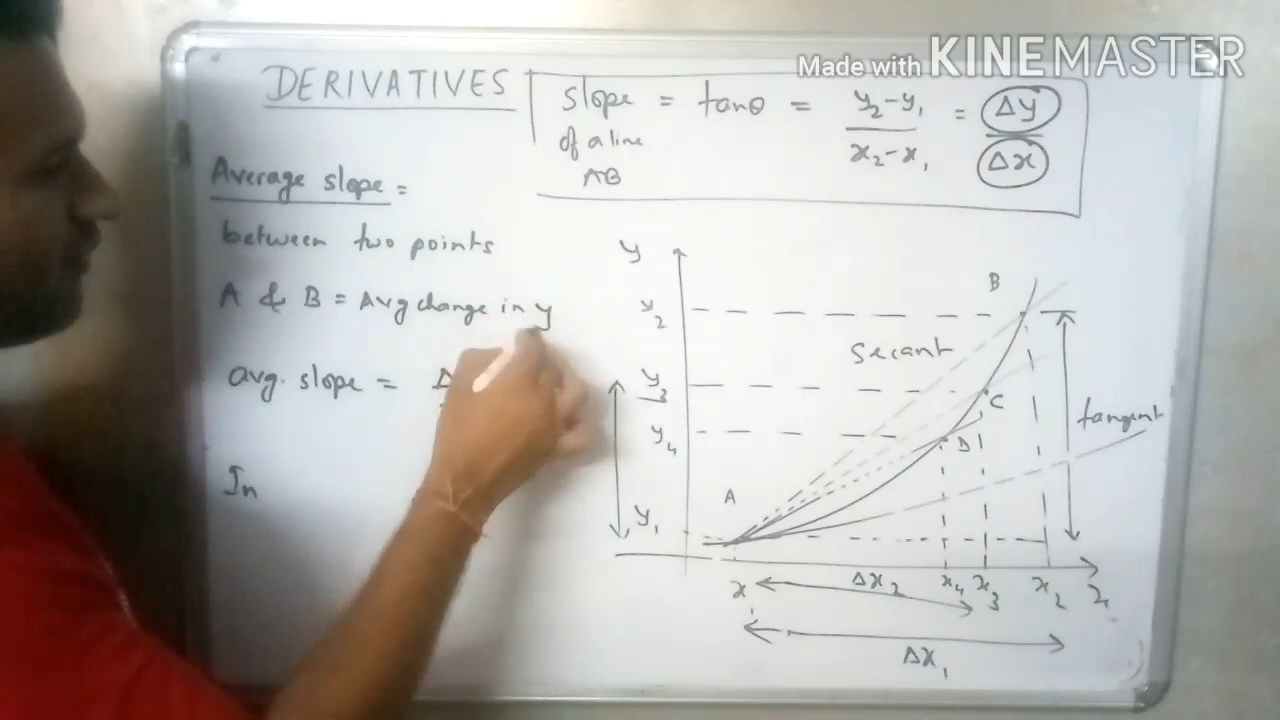 Made with KINEMASTER
DERIVATIVES
slope = tanθ = y₂-y₁ / x₂-x₁ = Δy / Δx
of a line
AB
Average slope =
between two points
A & B = Avg change in y
avg. slope = Δ
In
y
B
y₂
secant
y₃
C
tangent
y₄
D
A
y₁
x₁ Δx₂ x₄ x₃ x₂
Δx₁